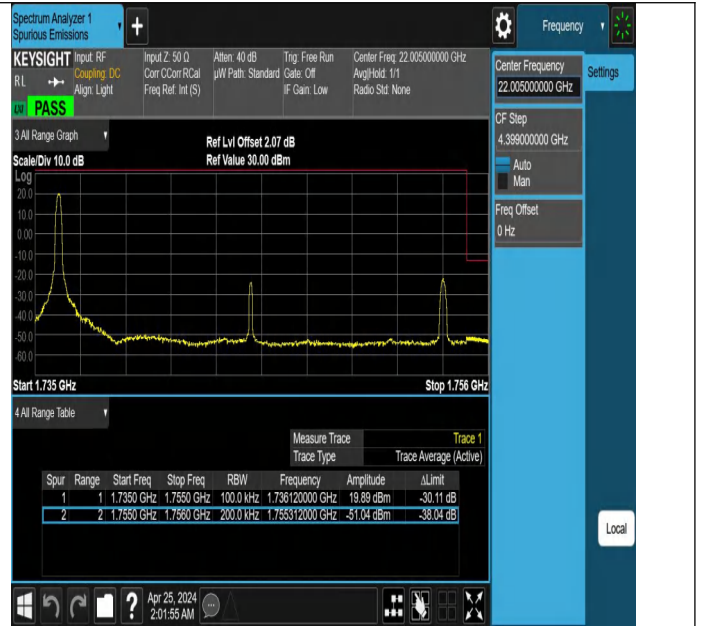 Spectrum Analyzer 1
Spurious Emissions
Frequency
KEYSIGHT Input: RF Input Z: 50 Ω Atten: 40 dB Trig: Free Run Center Freq: 22.005000000 GHz
RL Coupling: DC Corr CCorr RCal µW Path: Standard Gate: Off Avg|Hold: 1/1
Align: Light Freq Ref: Int (S) IF Gain: Low Radio Std: None
PASS
Center Frequency
22.005000000 GHz
Settings
CF Step
4.399000000 GHz
Auto
Man
Freq Offset
0 Hz
3 All Range Graph
Ref Lvl Offset 2.07 dB
Scale/Div 10.0 dB Ref Value 30.00 dBm
Log
20.0
10.0
0.00
-10.0
-20.0
-30.0
-40.0
-50.0
-60.0
Start 1.735 GHz Stop 1.756 GHz
4 All Range Table
Measure Trace Trace 1
Trace Type Trace Average (Active)
Spur Range Start Freq Stop Freq RBW Frequency Amplitude ΔLimit
1 1 1.7350 GHz 1.7550 GHz 100.0 kHz 1.736120000 GHz 19.89 dBm -30.11 dB
2 2 1.7550 GHz 1.7560 GHz 200.0 kHz 1.755312000 GHz -51.04 dBm -38.04 dB
Local
? Apr 25, 2024
2:01:55 AM